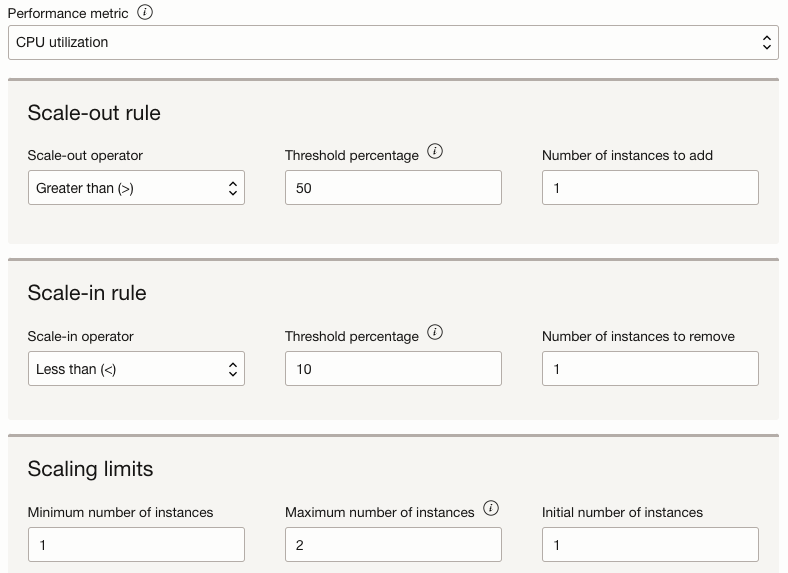 Performance metric
CPU utilization
Scale-out rule
Scale-out operator Threshold percentage Number of instances to add
Greater than (>) 50 1
Scale-in rule
Scale-in operator Threshold percentage Number of instances to remove
Less than (<) 10 1
Scaling limits
Minimum number of instances Maximum number of instances Initial number of instances
1 2 1